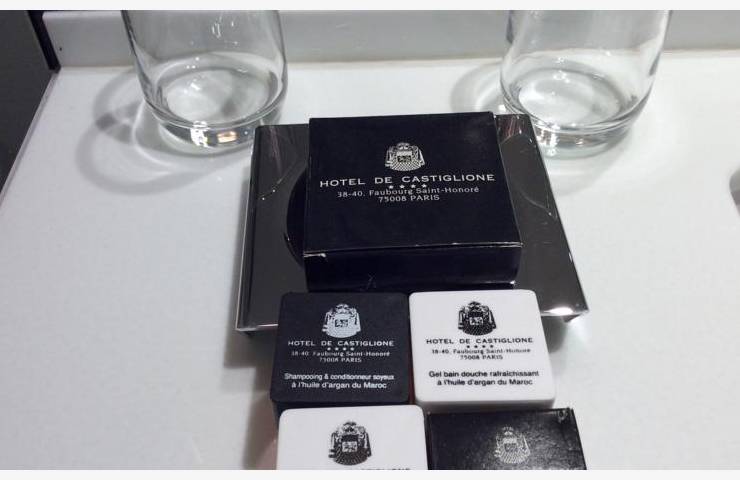 HOTEL DE CASTIGLIONE
★★★★
38-40, Faubourg Saint-Honoré
75008 PARIS
HOTEL DE CASTIGLIONE
★★★★
38-40, Faubourg Saint-Honoré
75008 PARIS
Shampooing & conditionneur soyeux
à l'huile d'argan du Maroc
HOTEL DE CASTIGLIONE
★★★★
38-40, Faubourg Saint-Honoré
75008 PARIS
Gel bain douche rafraîchissant
à l'huile d'argan du Maroc